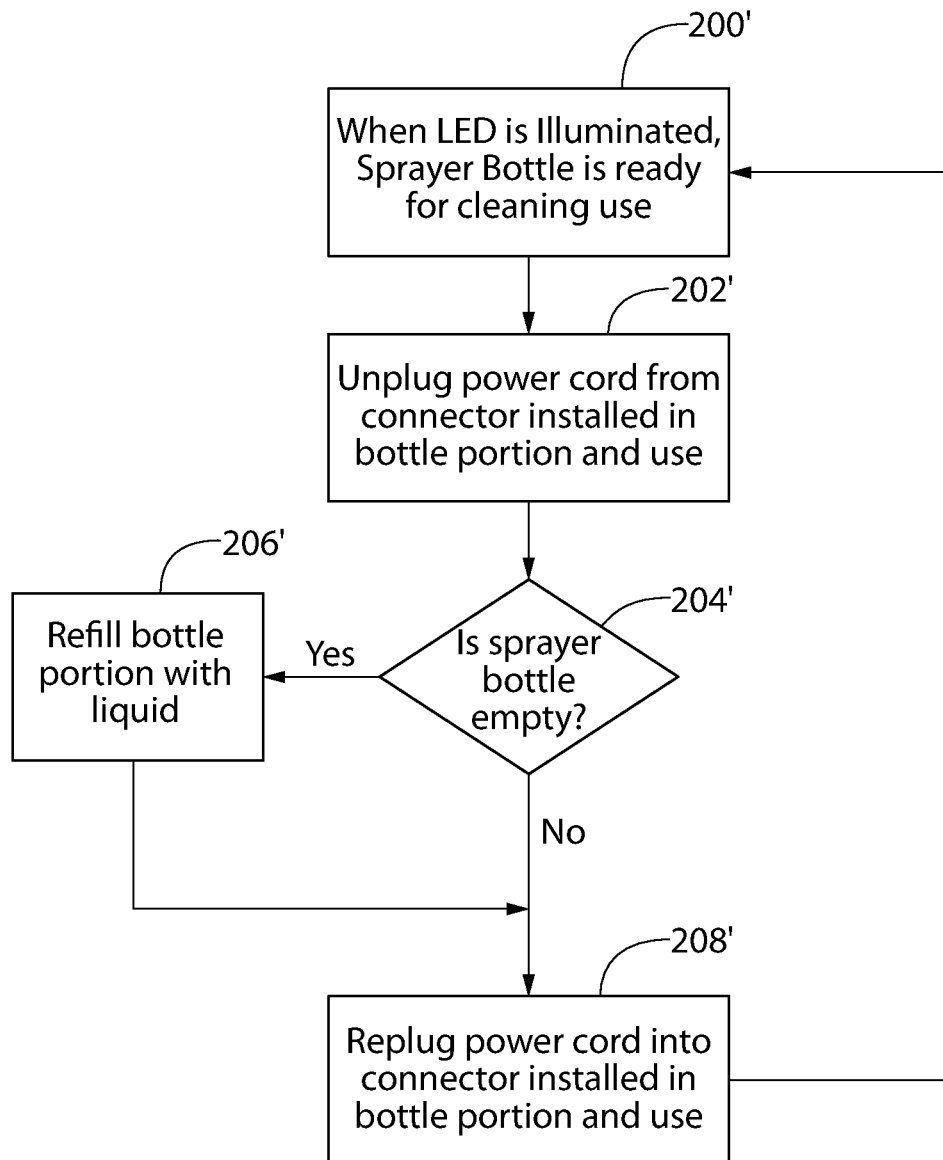 200'
When LED is Illuminated,
Sprayer Bottle is ready
for cleaning use
202'
Unplug power cord from
connector installed in
bottle portion and use
204'
Is sprayer
bottle
empty?
Yes
206'
Refill bottle
portion with
liquid
No
208'
Replug power cord into
connector installed in
bottle portion and use